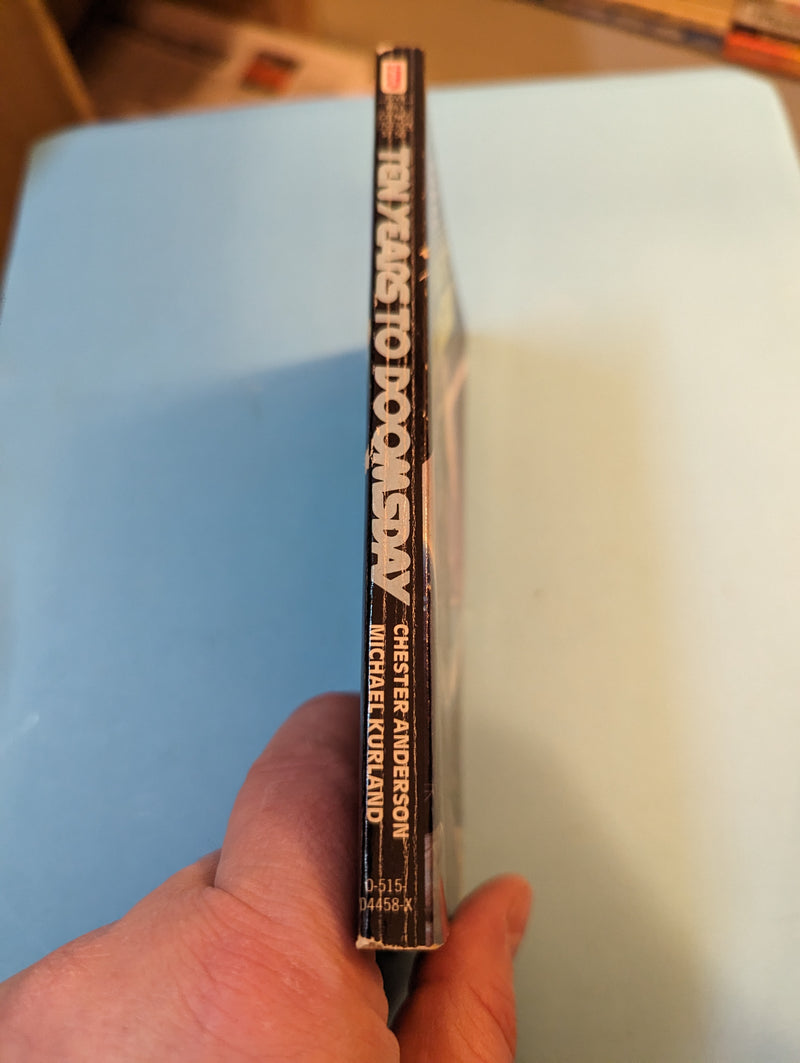 TEN YEARS TO DOOMSDAY
CHESTER ANDERSON
MICHAEL KURLAND
0-515-
04458-X